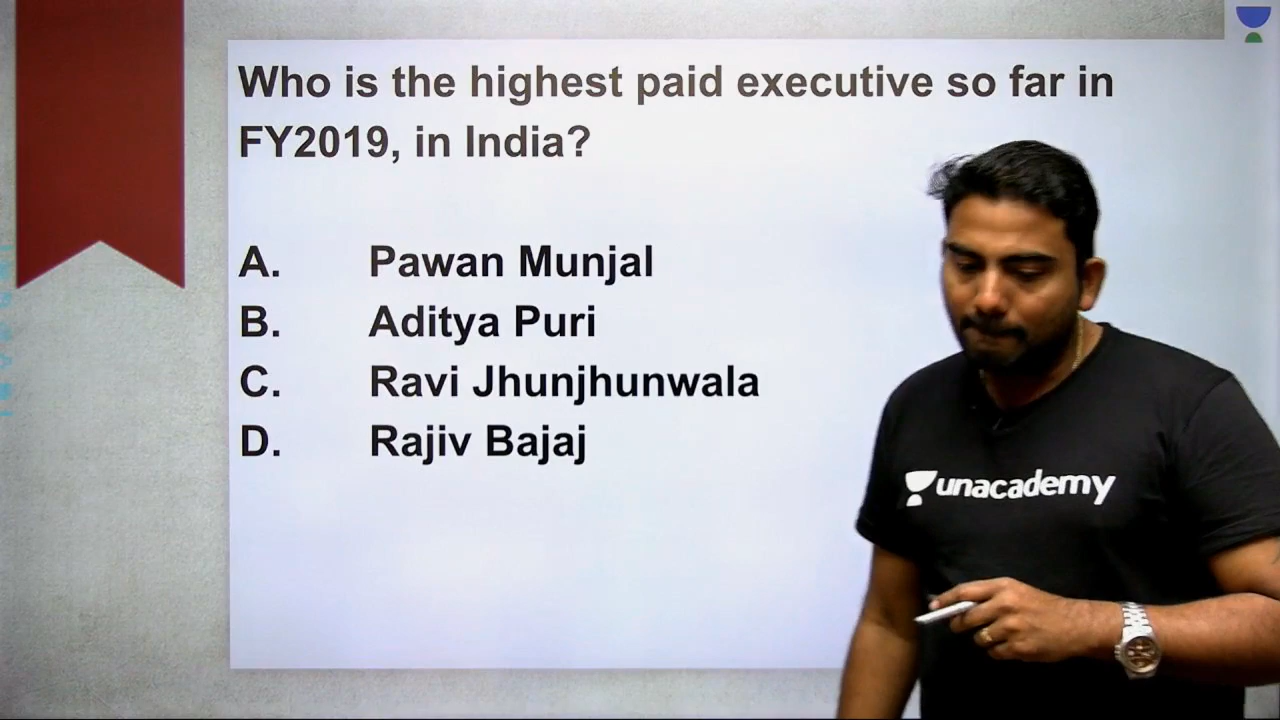 Who is the highest paid executive so far in
FY2019, in India?
A. Pawan Munjal
B. Aditya Puri
C. Ravi Jhunjhunwala
D. Rajiv Bajaj
unacademy